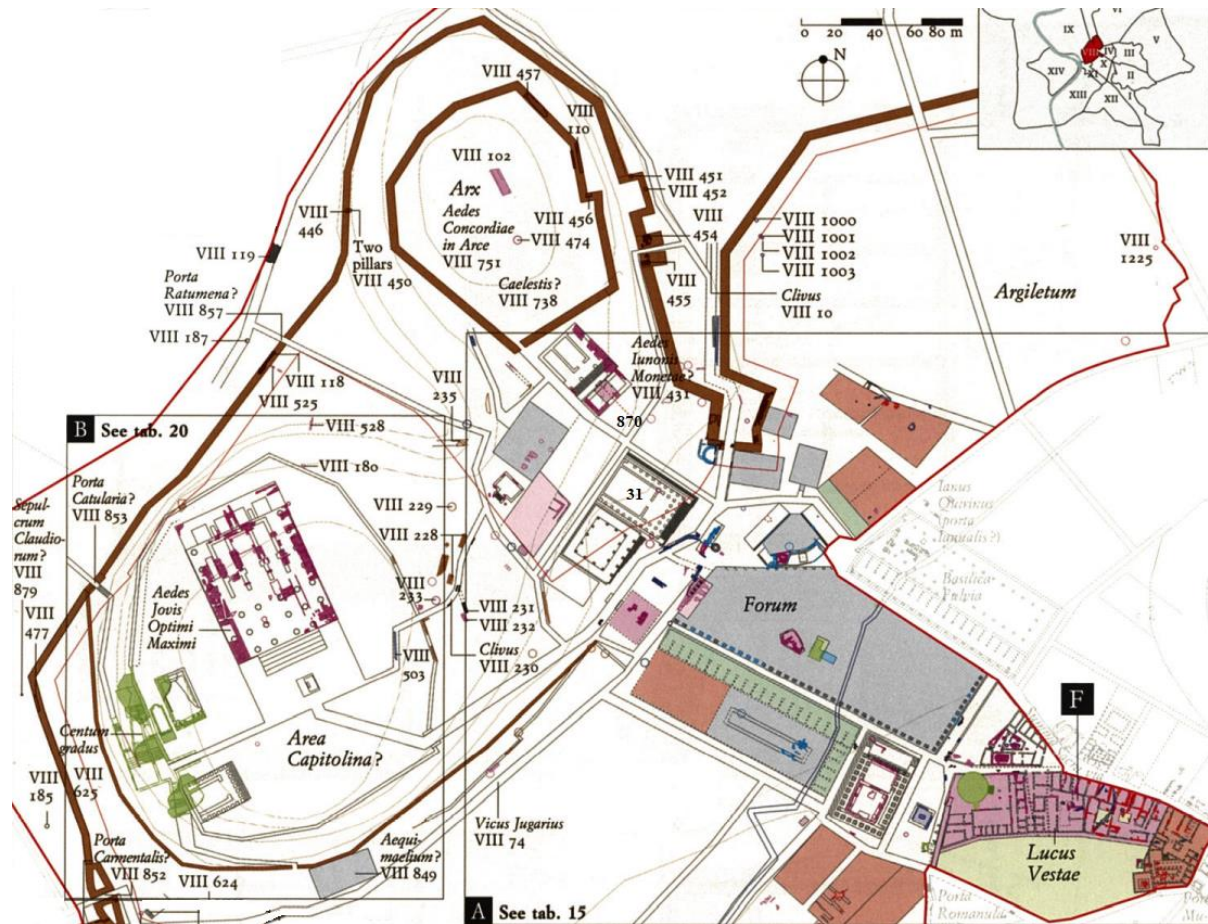 0 20 40 60 80 m
N
VI
IX
V
VIII
IV
III
X
XIV
XI
II
XIII
XII
I
VIII 457
VIII
110
VIII 102
Arx
Aedes
Concordiae
in Arce
VIII 751
VIII 451
VIII 452
VIII
454
VIII 456
VIII 474
VIII
446
Two
pillars
VIII 450
Caelestis?
VIII 738
VIII
455
Clivus
VIII 10
VIII 1000
VIII 1001
VIII 1002
VIII 1003
VIII
1225
Argiletum
VIII 119
Porta
Ratumena?
VIII 857
VIII 187
VIII 118
VIII 525
VIII
235
Aedes
Iunonis
Monetae?
VIII 431
870
B See tab. 20
VIII 528
VIII 180
Porta
Catularia?
VIII 853
Sepul-
crum
Claudio-
rum?
VIII
879
VIII
477
VIII 229
VIII 228
VIII
233
VIII 231
VIII 232
Clivus
VIII 230
31
Aedes
Jovis
Optimi
Maximi
VIII
503
Forum
Ianus
Quirinus
(porta
Ianualis?)
Basilica
Fulvia
F
Centum
gradus
Area
Capitolina?
VIII
185
VIII
625
Vicus Jugarius
VIII 74
Porta
Carmentalis?
VIII 852
VIII 624
Aequi-
maelium?
VIII 849
A See tab. 15
Lucus
Vestae
Porta
Romanula